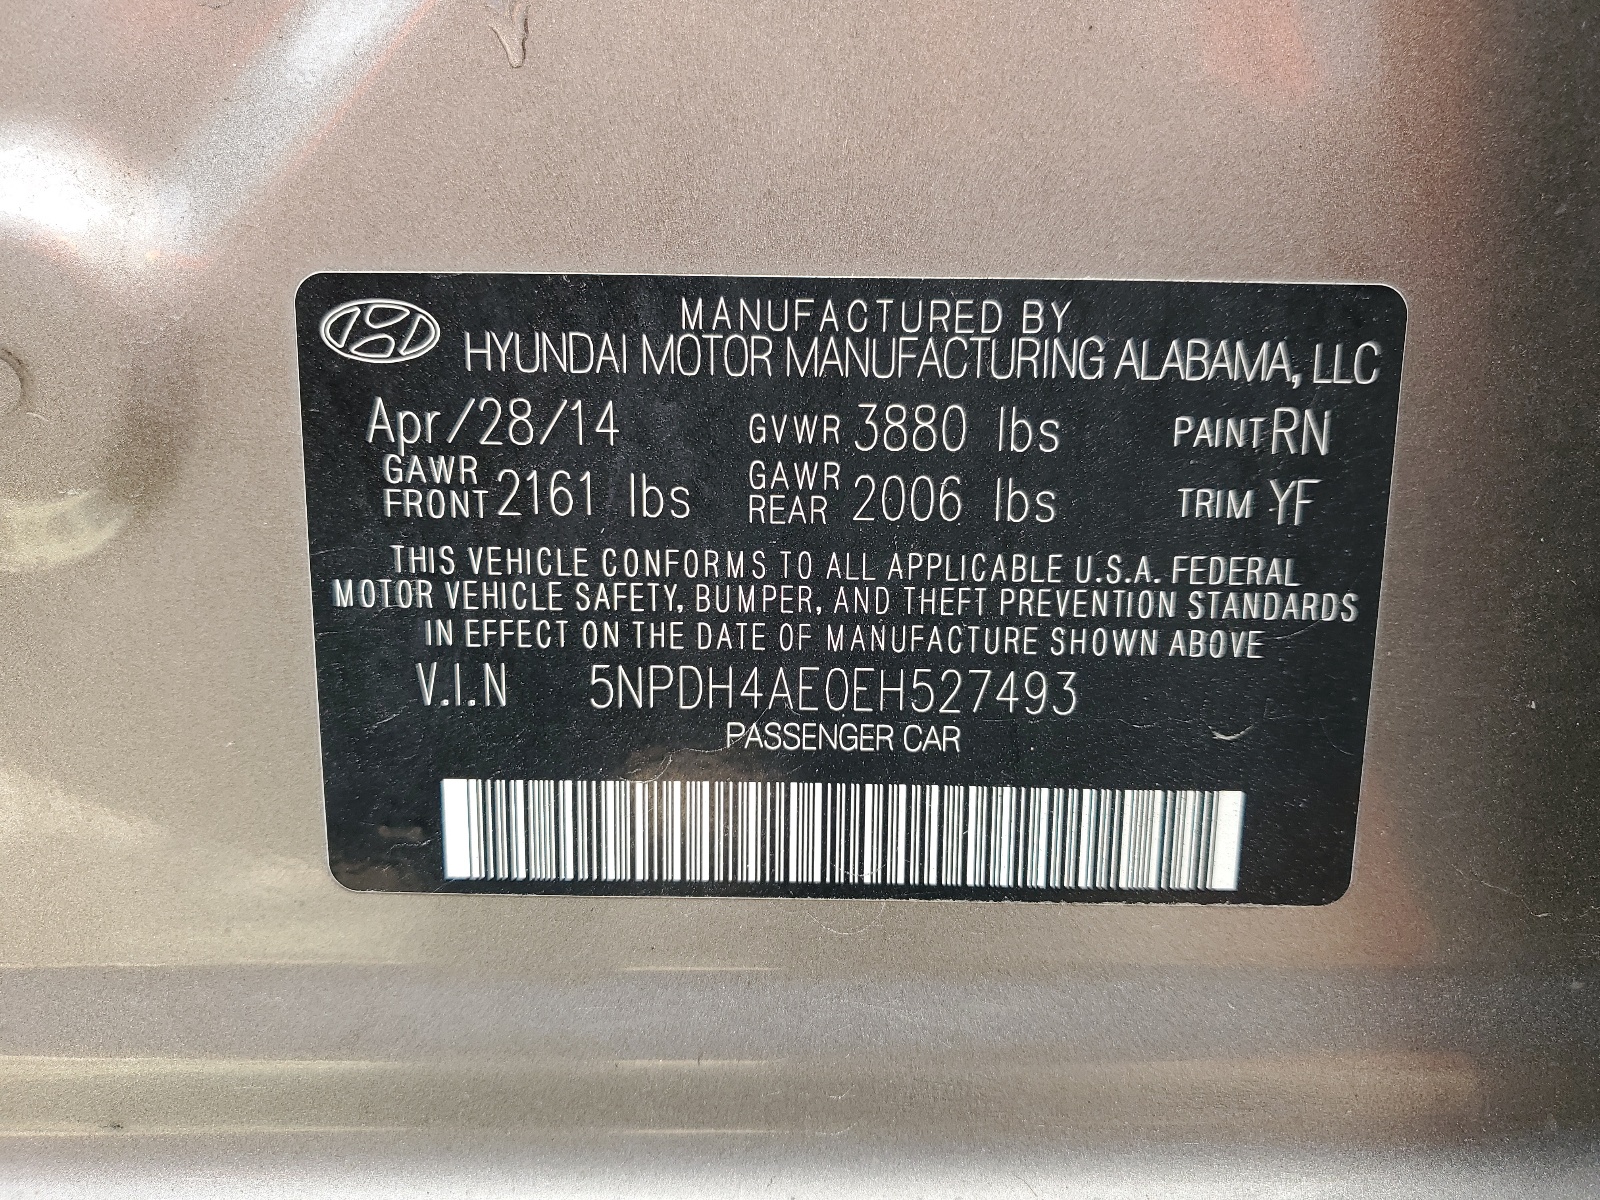 MANUFACTURED BY
HYUNDAI MOTOR MANUFACTURING ALABAMA, LLC
Apr/28/14 GVWR 3880 lbs PAINT RN
GAWR FRONT 2161 lbs GAWR REAR 2006 lbs TRIM YF
THIS VEHICLE CONFORMS TO ALL APPLICABLE U.S.A. FEDERAL
MOTOR VEHICLE SAFETY, BUMPER, AND THEFT PREVENTION STANDARDS
IN EFFECT ON THE DATE OF MANUFACTURE SHOWN ABOVE
V.I.N 5NPDH4AE0EH527493
PASSENGER CAR